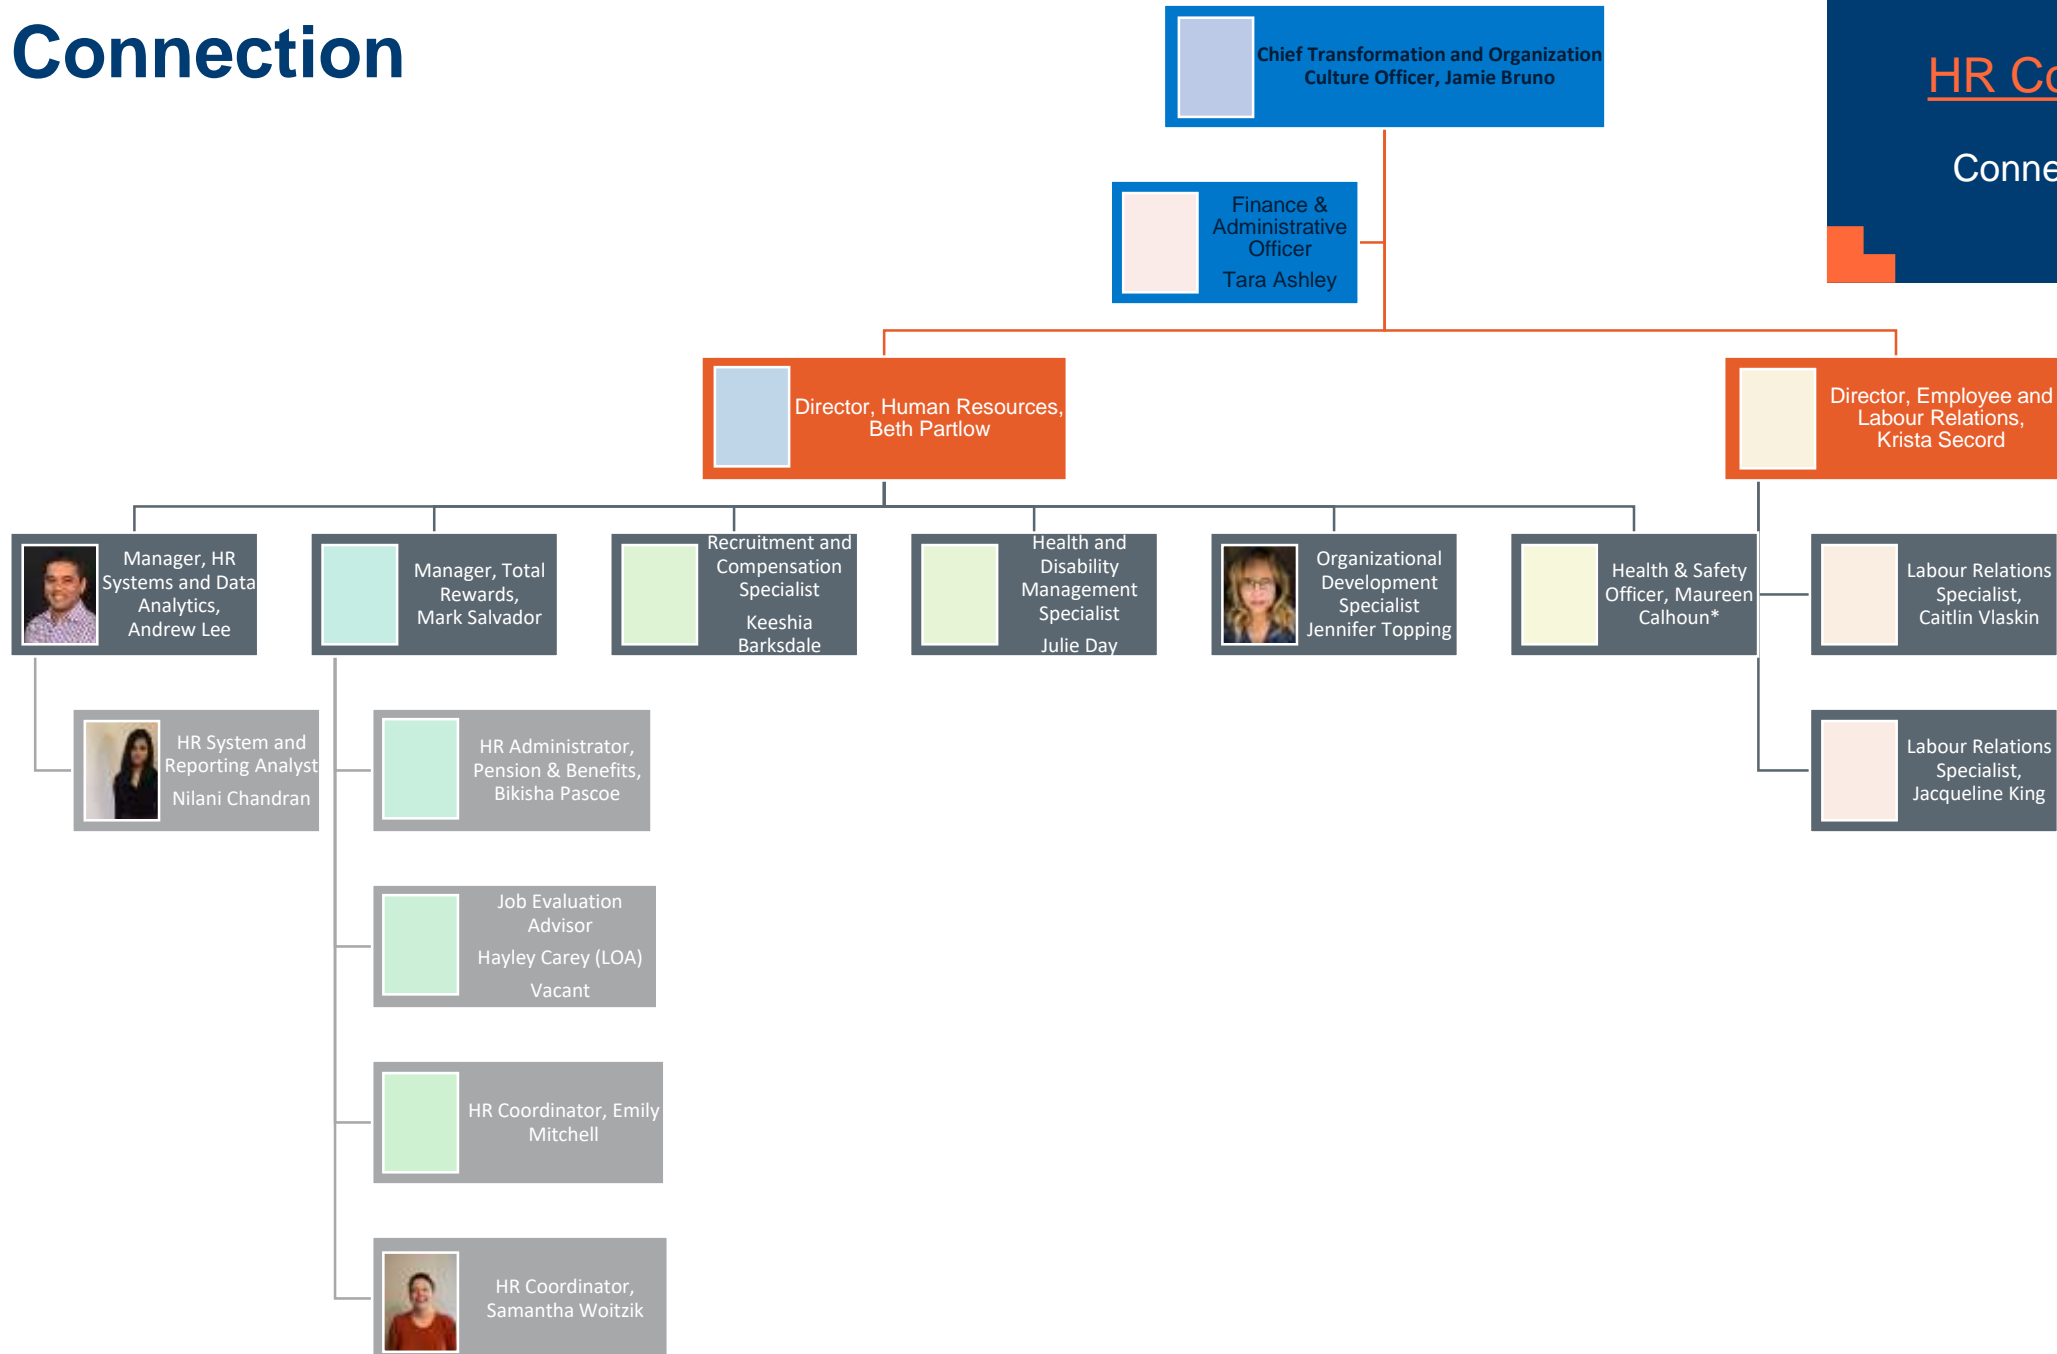 Connection
Chief Transformation and Organization
Culture Officer, Jamie Bruno
HR Co
Conne
Finance &
Administrative
Officer
Tara Ashley
Director, Human Resources,
Beth Partlow
Director, Employee and
Labour Relations,
Krista Secord
Manager, HR
Systems and Data
Analytics,
Andrew Lee
Manager, Total
Rewards,
Mark Salvador
Recruitment and
Compensation
Specialist
Keeshia
Barksdale
Health and
Disability
Management
Specialist
Julie Day
Organizational
Development
Specialist
Jennifer Topping
Health & Safety
Officer, Maureen
Calhoun*
Labour Relations
Specialist,
Caitlin Vlaskin
HR System and
Reporting Analyst
Nilani Chandran
HR Administrator,
Pension & Benefits,
Bikisha Pascoe
Labour Relations
Specialist,
Jacqueline King
Job Evaluation
Advisor
Hayley Carey (LOA)
Vacant
HR Coordinator, Emily
Mitchell
HR Coordinator,
Samantha Woitzik